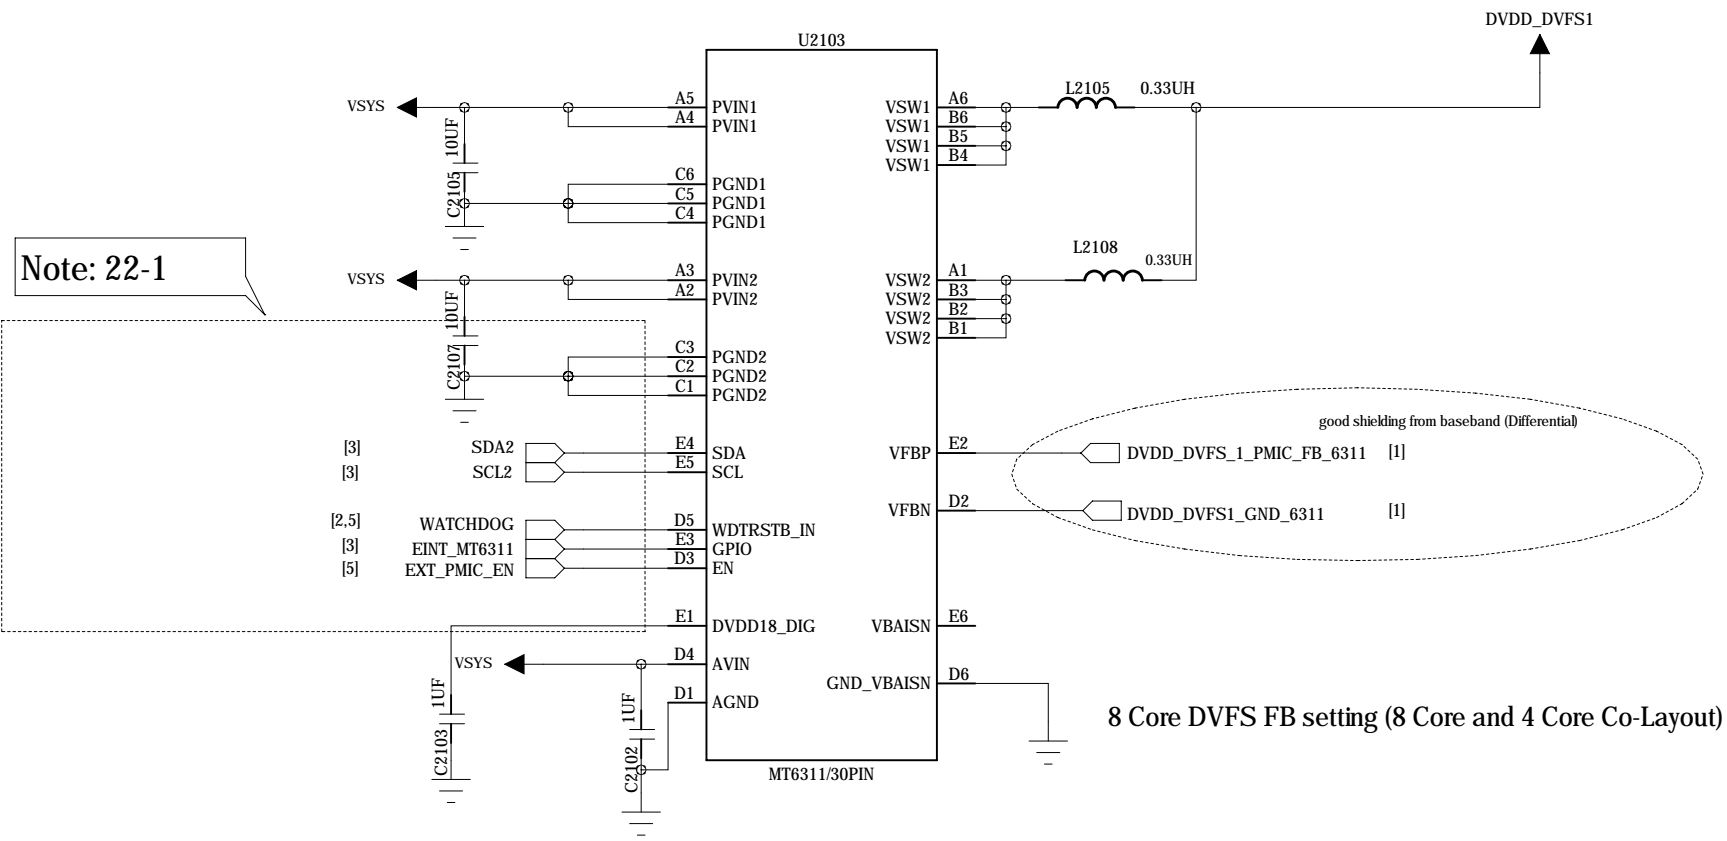 DVDD_DVFS1
U2103
VSYS
A5 PVIN1
A4 PVIN1
10UF
C2105
C6 PGND1
C5 PGND1
C4 PGND1
VSW1 A6
VSW1 B6
VSW1 B5
VSW1 B4
L2105 0.33UH
Note: 22-1
VSYS
A3 PVIN2
A2 PVIN2
10UF
C2107
C3 PGND2
C2 PGND2
C1 PGND2
VSW2 A1
VSW2 B3
VSW2 B2
VSW2 B1
L2108 0.33UH
[3] SDA2 E4 SDA
[3] SCL2 E5 SCL
[2,5] WATCHDOG D5 WDTRSTB_IN
[3] EINT_MT6311 E3 GPIO
[5] EXT_PMIC_EN D3 EN
good shielding from baseband (Differential)
VFBP E2 DVDD_DVFS_1_PMIC_FB_6311 [1]
VFBN D2 DVDD_DVFS1_GND_6311 [1]
E1 DVDD18_DIG
VSYS D4 AVIN
D1 AGND
1UF
C2103
1UF
C2102
VBAISN E6
GND_VBAISN D6
8 Core DVFS FB setting (8 Core and 4 Core Co-Layout)
MT6311/30PIN